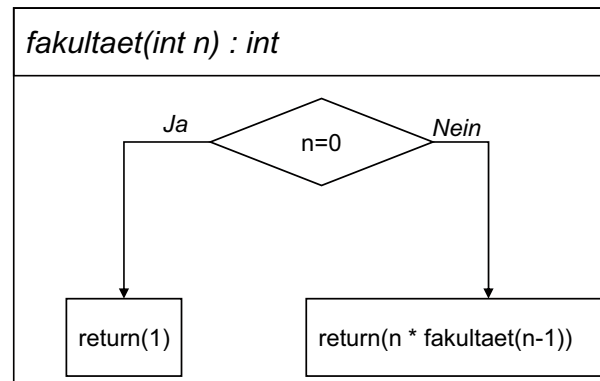 fakultaet(int n) : int
Ja
n=0
Nein
return(1)
return(n * fakultaet(n-1))